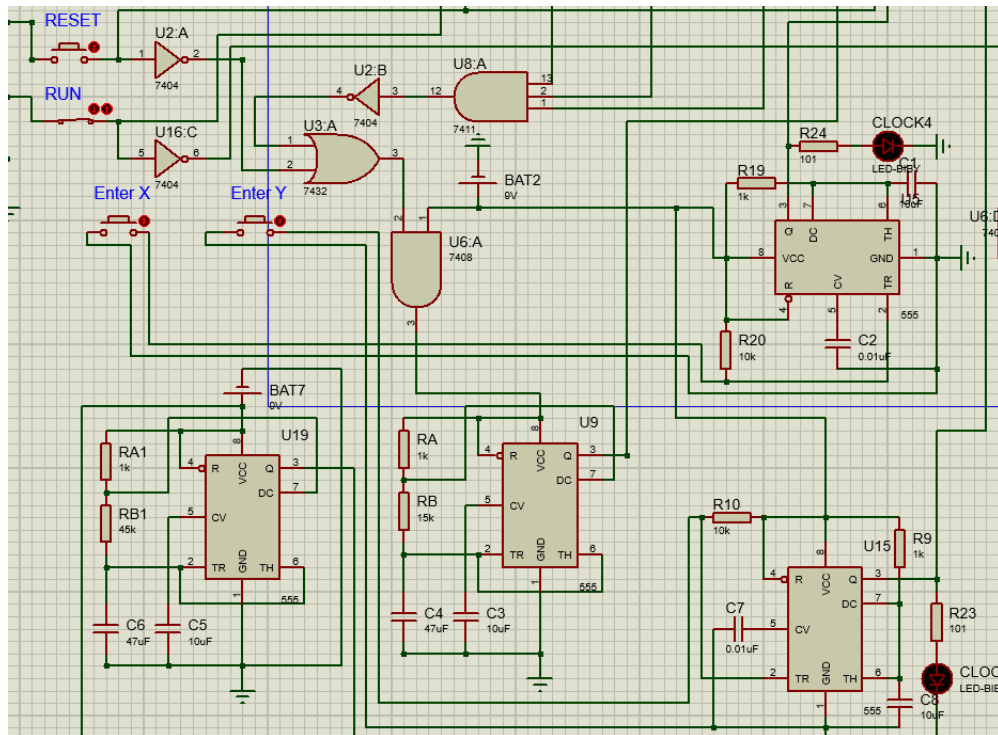 RESET
U2:A
1
2
7404
RUN
U16:C
5
6
7404
U2:B
4
3
7404
U8:A
12
13
2
1
7411
U3:A
1
2
3
7432
BAT2
9V
Enter X
Enter Y
U6:A
7408
2
1
3
CLOCK4
LED-BIBY
R24
101
C1
10uF
R19
1k
3
7
6
Q
DC
TH
8
VCC
GND
1
R
CV
TR
4
5
2
555
R20
10k
C2
0.01uF
BAT7
9V
U19
RA1
1k
RB1
45k
4
R
8
VCC
Q
3
DC
7
5
CV
2
TR
GND
TH
6
1
555
C6
47uF
C5
10uF
U9
RA
1k
RB
15k
4
R
8
VCC
Q
3
DC
7
5
CV
2
TR
GND
TH
6
1
555
C4
47uF
C3
10uF
R10
10k
R9
1k
U15
4
R
8
VCC
Q
3
DC
7
C7
0.01uF
5
CV
2
TR
GND
TH
6
1
555
C8
10uF
R23
101